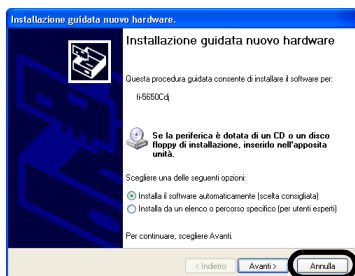 Installazione guidata nuovo hardware.
Installazione guidata nuovo hardware
Questa procedura guidata consente di installare il software per:
fi-5650Cdj
Se la periferica è dotata di un CD o un disco
floppy di installazione, inserirlo nell'apposita
unità.
Scegliere una delle seguenti opzioni:
Installa il software automaticamente (scelta consigliata)
Installa da un elenco o percorso specifico (per utenti esperti)
Per continuare, scegliere Avanti.
< Indietro
Avanti >
Annulla